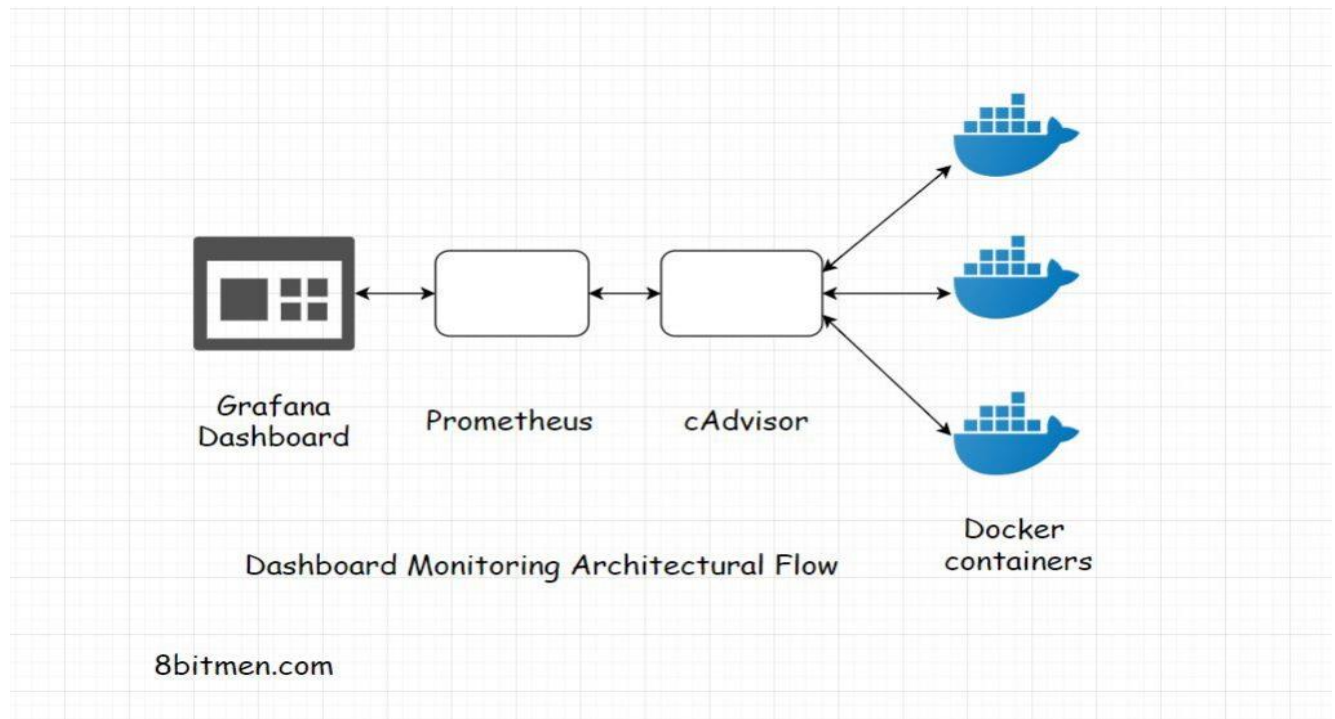 Grafana
Dashboard
Prometheus
cAdvisor
Docker
containers
Dashboard Monitoring Architectural Flow
8bitmen.com